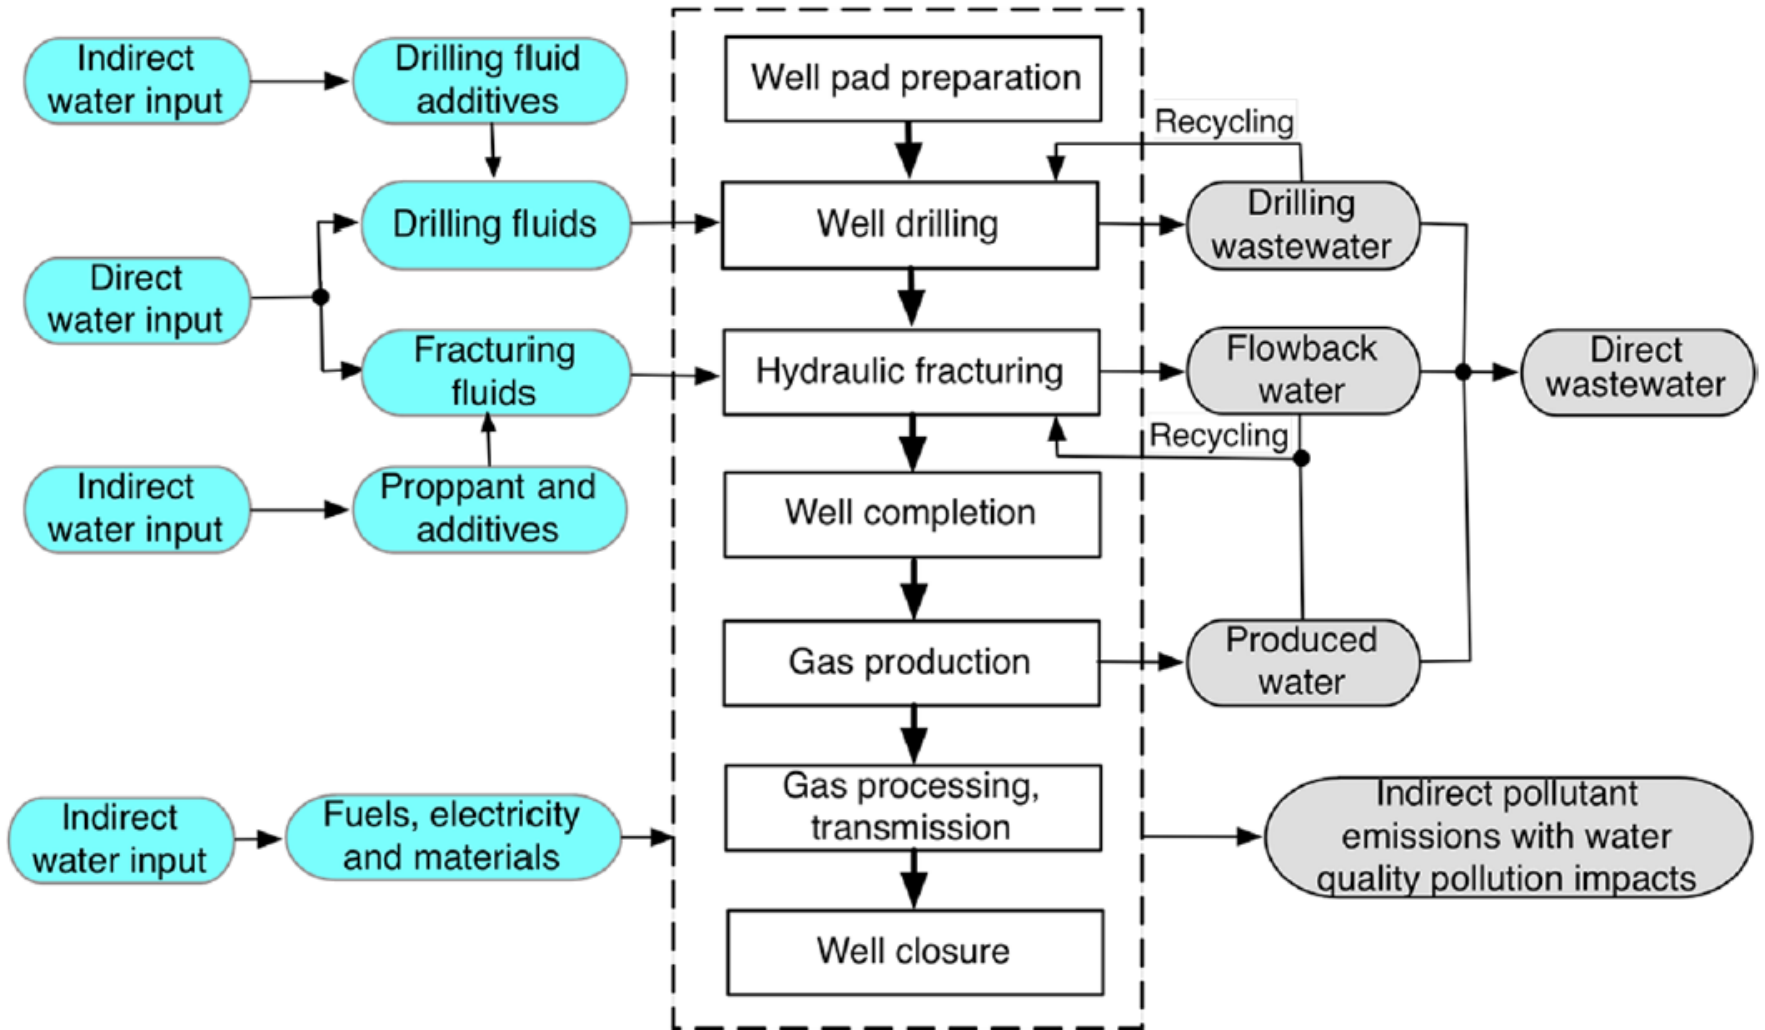 Indirect
water input
Drilling fluid
additives
Well pad preparation
Recycling
Drilling fluids
Well drilling
Drilling
wastewater
Direct
water input
Fracturing
fluids
Hydraulic fracturing
Flowback
water
Direct
wastewater
Recycling
Indirect
water input
Proppant and
additives
Well completion
Gas production
Produced
water
Indirect
water input
Fuels, electricity
and materials
Gas processing,
transmission
Indirect pollutant
emissions with water
quality pollution impacts
Well closure